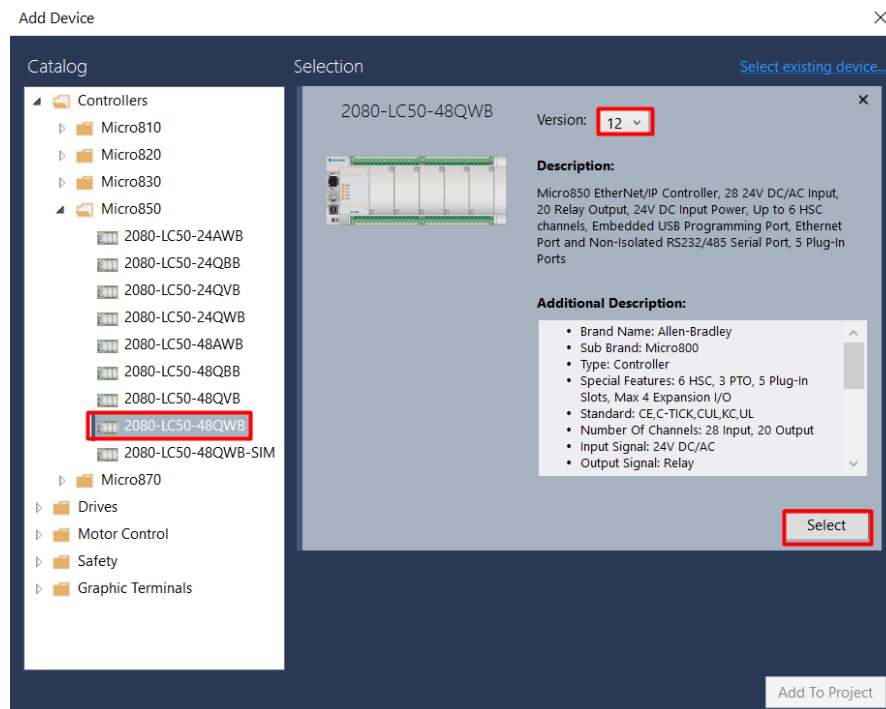 Add Device
Catalog
Controllers
Micro810
Micro820
Micro830
Micro850
2080-LC50-24AWB
2080-LC50-24QBB
2080-LC50-24QVB
2080-LC50-24QWB
2080-LC50-48AWB
2080-LC50-48QBB
2080-LC50-48QVB
2080-LC50-48QWB
2080-LC50-48QWB-SIM
Micro870
Drives
Motor Control
Safety
Graphic Terminals
Selection
Select existing device...
2080-LC50-48QWB
Version: 12
Description:
Micro850 EtherNet/IP Controller, 28 24V DC/AC Input,
20 Relay Output, 24V DC Input Power, Up to 6 HSC
channels, Embedded USB Programming Port, Ethernet
Port and Non-Isolated RS232/485 Serial Port, 5 Plug-In
Ports
Additional Description:
• Brand Name: Allen-Bradley
• Sub Brand: Micro800
• Type: Controller
• Special Features: 6 HSC, 3 PTO, 5 Plug-In
Slots, Max 4 Expansion I/O
• Standard: CE,C-TICK,CUL,KC,UL
• Number Of Channels: 28 Input, 20 Output
• Input Signal: 24V DC/AC
• Output Signal: Relay
Select
Add To Project